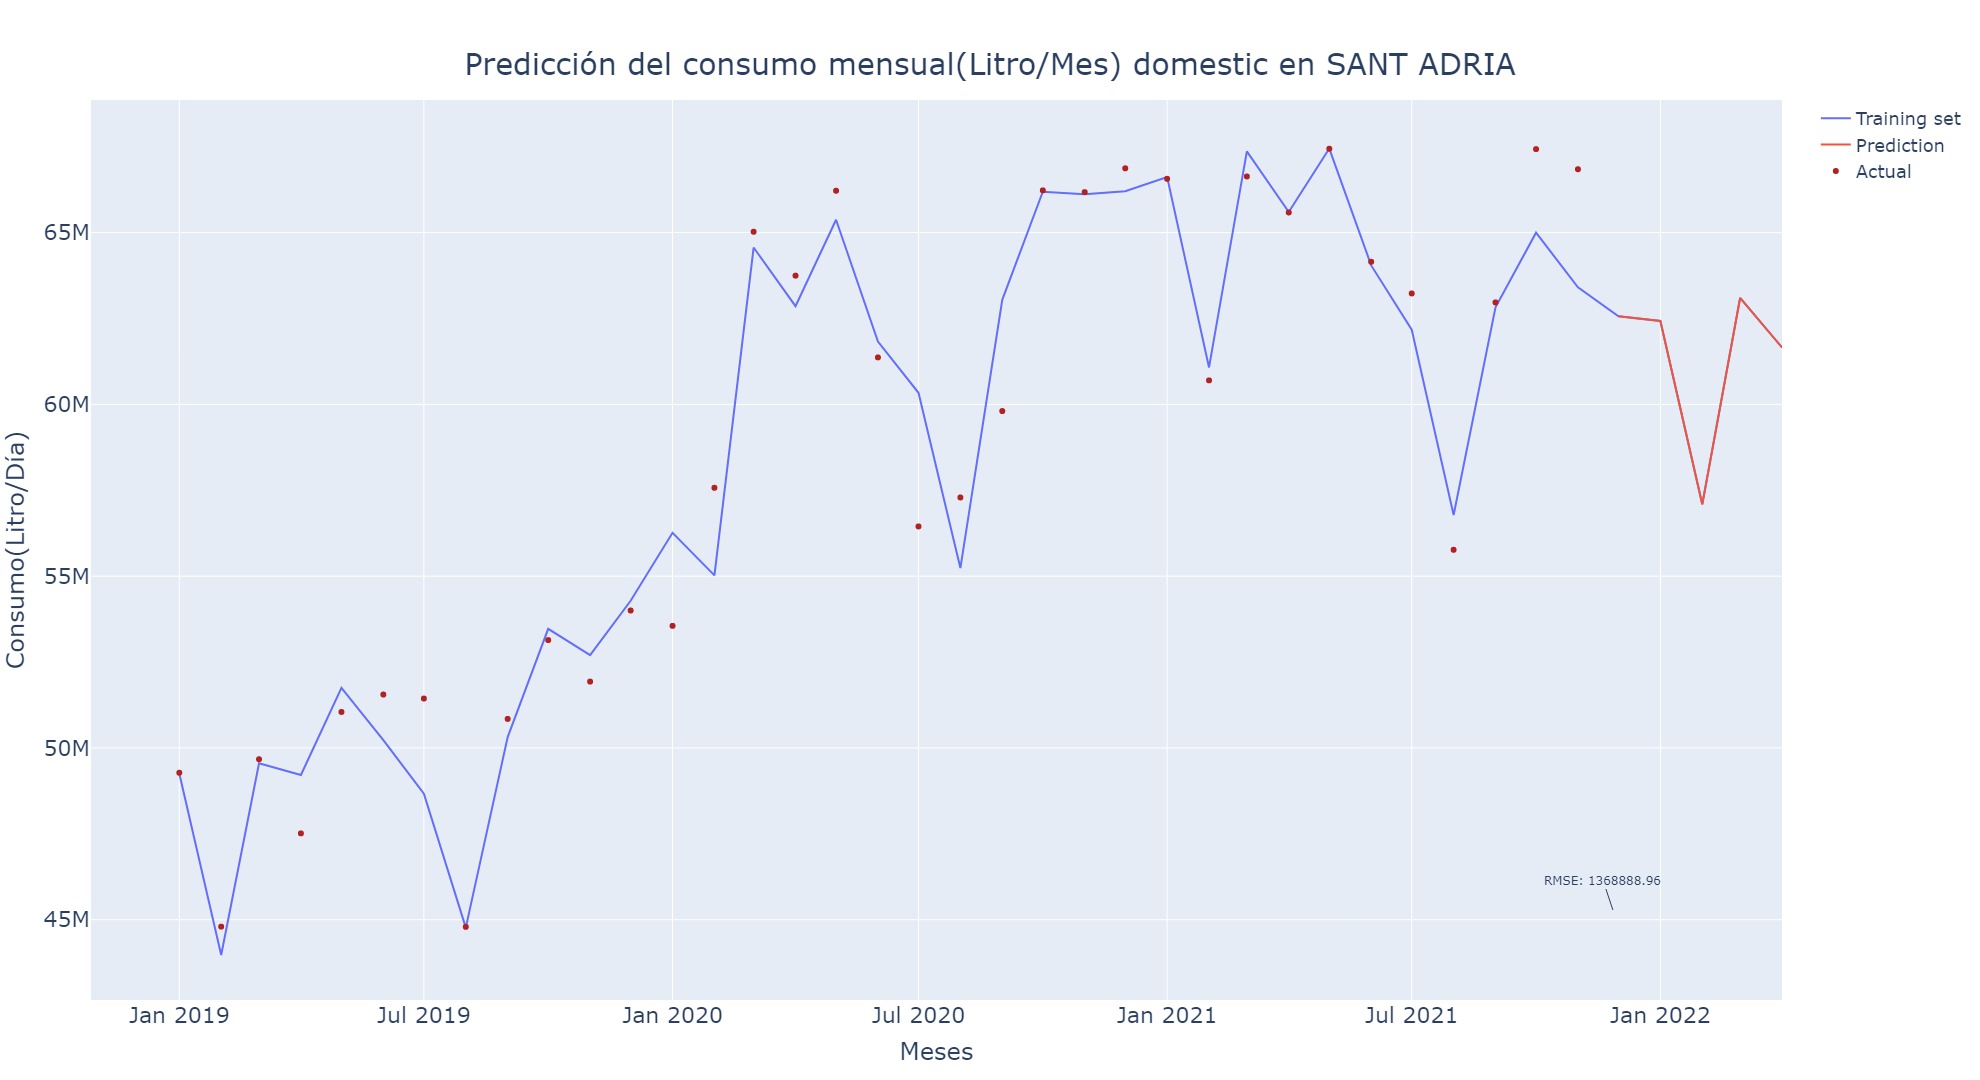 Predicción del consumo mensual(Litro/Mes) domestic en SANT ADRIA
Training set
Prediction
Actual
Consumo(Litro/Día)
65M
60M
55M
50M
45M
RMSE: 1368888.96
Jan 2019
Jul 2019
Jan 2020
Jul 2020
Jan 2021
Jul 2021
Jan 2022
Meses